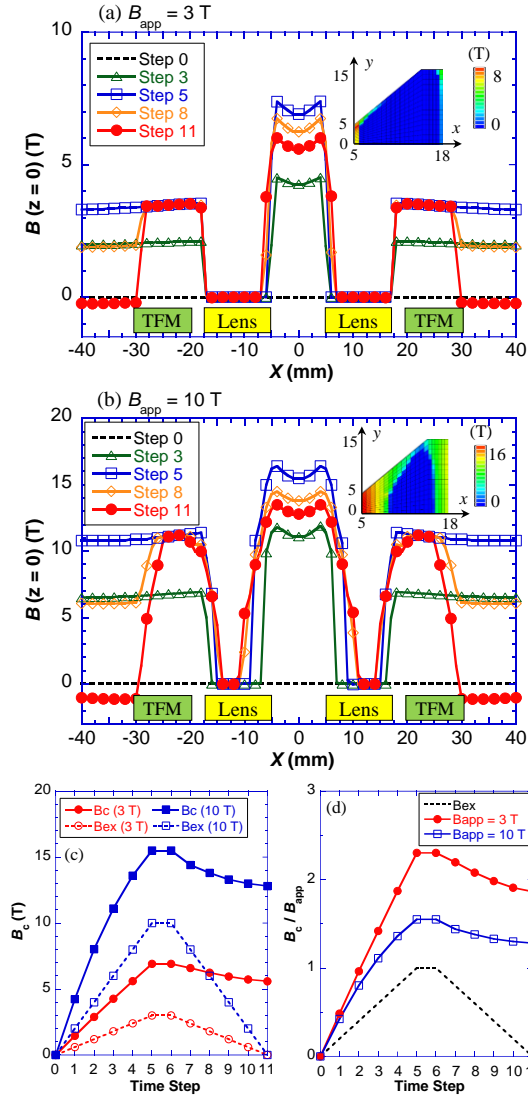 (a) B_app = 3 T
Step 0
Step 3
Step 5
Step 8
Step 11
(T)
8
0
y
15
5
0
x
5
18
B (z = 0) (T)
10
5
0
TFM
Lens
Lens
TFM
-40 -30 -20 -10 0 10 20 30 40
X (mm)
(b) B_app = 10 T
Step 0
Step 3
Step 5
Step 8
Step 11
(T)
16
0
y
15
5
0
x
5
18
B (z = 0) (T)
20
15
10
5
0
TFM
Lens
Lens
TFM
-40 -30 -20 -10 0 10 20 30 40
X (mm)
Bc (3 T) Bc (10 T)
Bex (3 T) Bex (10 T)
(c)
B_c (T)
20
15
10
5
0
0 1 2 3 4 5 6 7 8 9 10 11
Time Step
Bex
Bapp = 3 T
Bapp = 10 T
(d)
B_c / B_app
3
2
1
0
0 1 2 3 4 5 6 7 8 9 10 1
Time Step